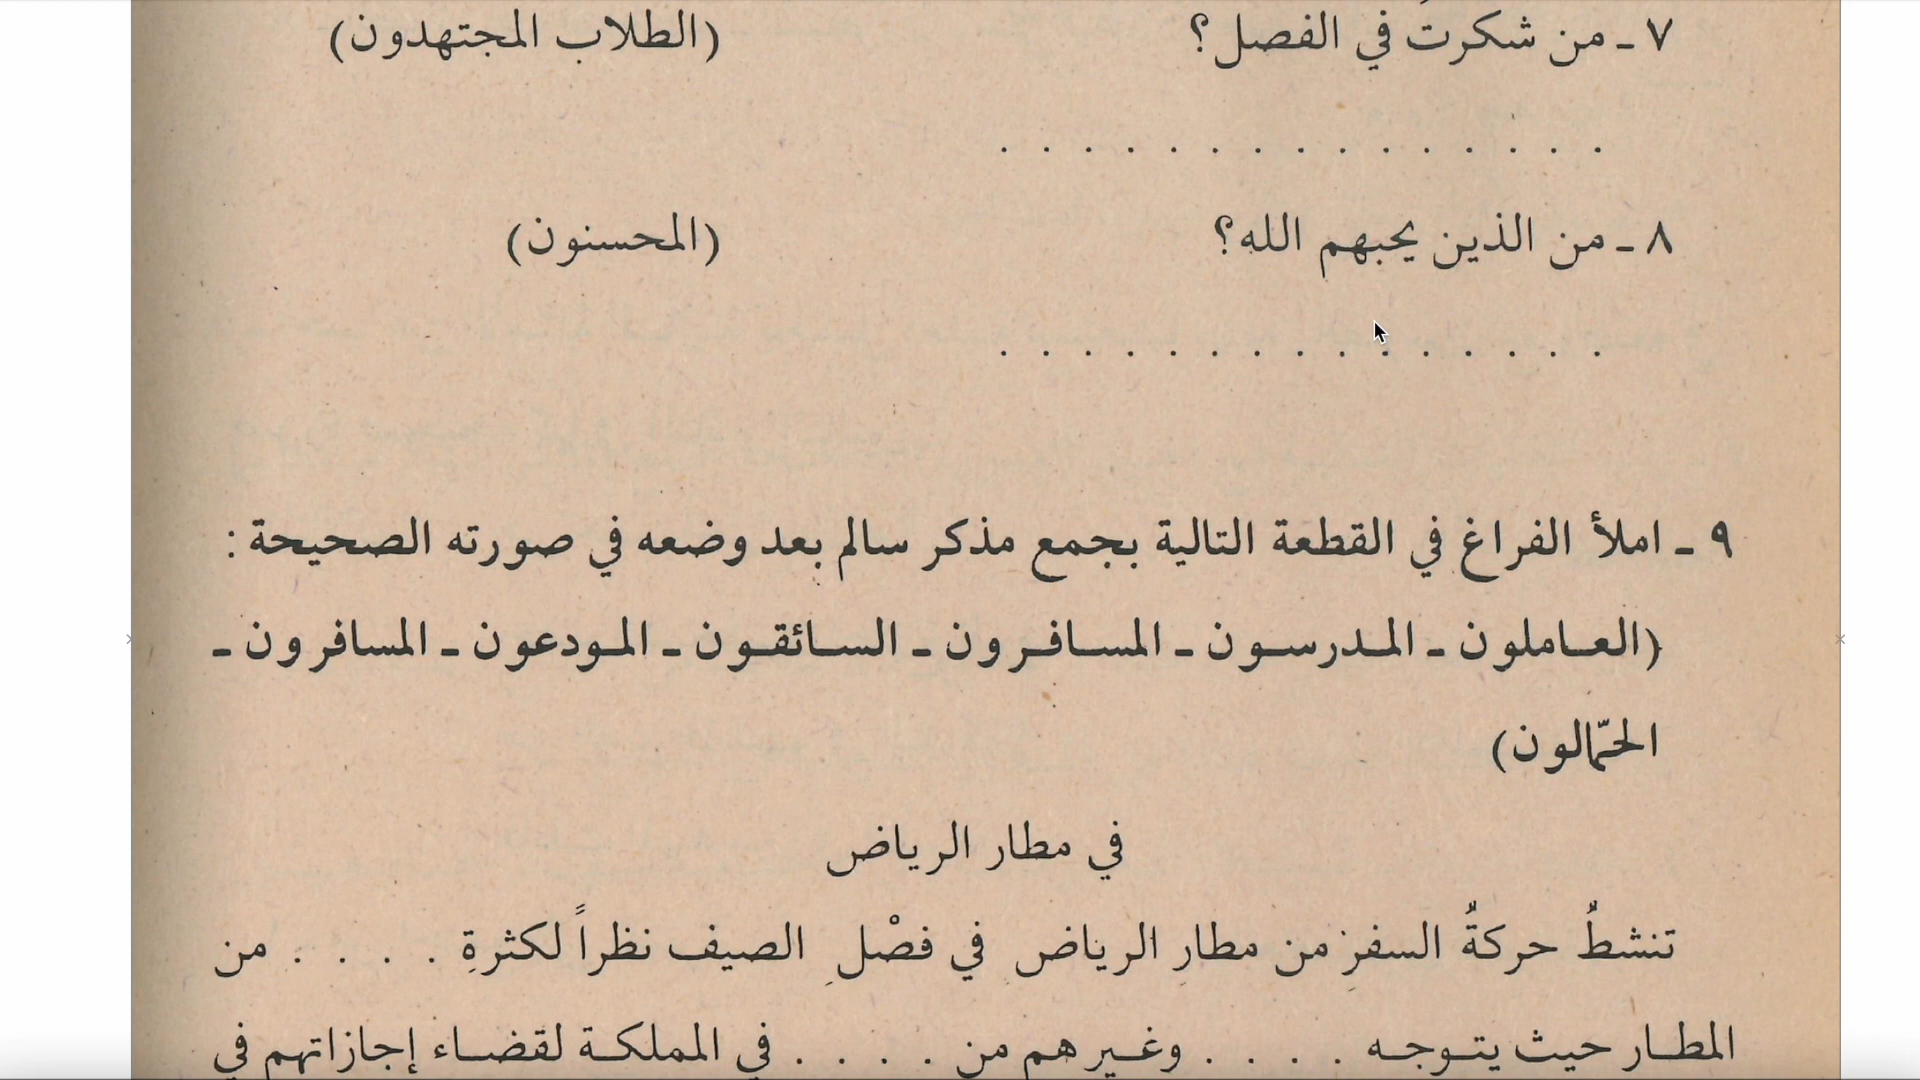 ٧ ـ من شكرتَ في الفصل؟ (الطلاب المجتهدون)
. . . . . . . . . . . . . . .
٨ ـ من الذين يحبهم الله؟ (المحسنون)
. . . . . . . . . . . . . . .
٩ ـ املأ الفراغ في القطعة التالية بجمع مذكر سالم بعد وضعه في صورته الصحيحة:
(العاملون ـ المدرسون ـ المسافرون ـ السائقون ـ المودعون ـ المسافرون ـ
الحمّالون)
في مطار الرياض
تنشطُ حركةُ السفرِ من مطارِ الرياض في فصْلِ الصيف نظراً لكثرةِ . . . . من
المطار حيث يتوجه . . . . وغيرهم من . . . . في المملكة لقضاء إجازاتهم في